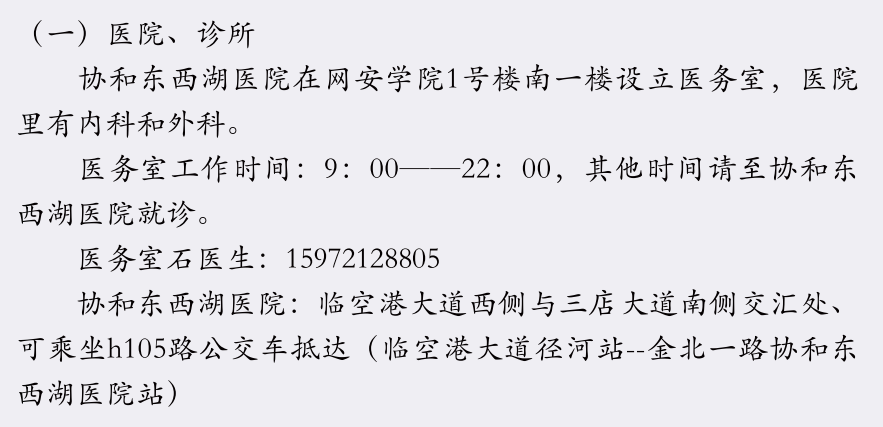 （一）医院、诊所
协和东西湖医院在网安学院1号楼南一楼设立医务室，医院
里有内科和外科。
医务室工作时间：9：00——22：00，其他时间请至协和东
西湖医院就诊。
医务室石医生：15972128805
协和东西湖医院：临空港大道西侧与三店大道南侧交汇处、
可乘坐h105路公交车抵达（临空港大道径河站--金北一路协和东
西湖医院站）